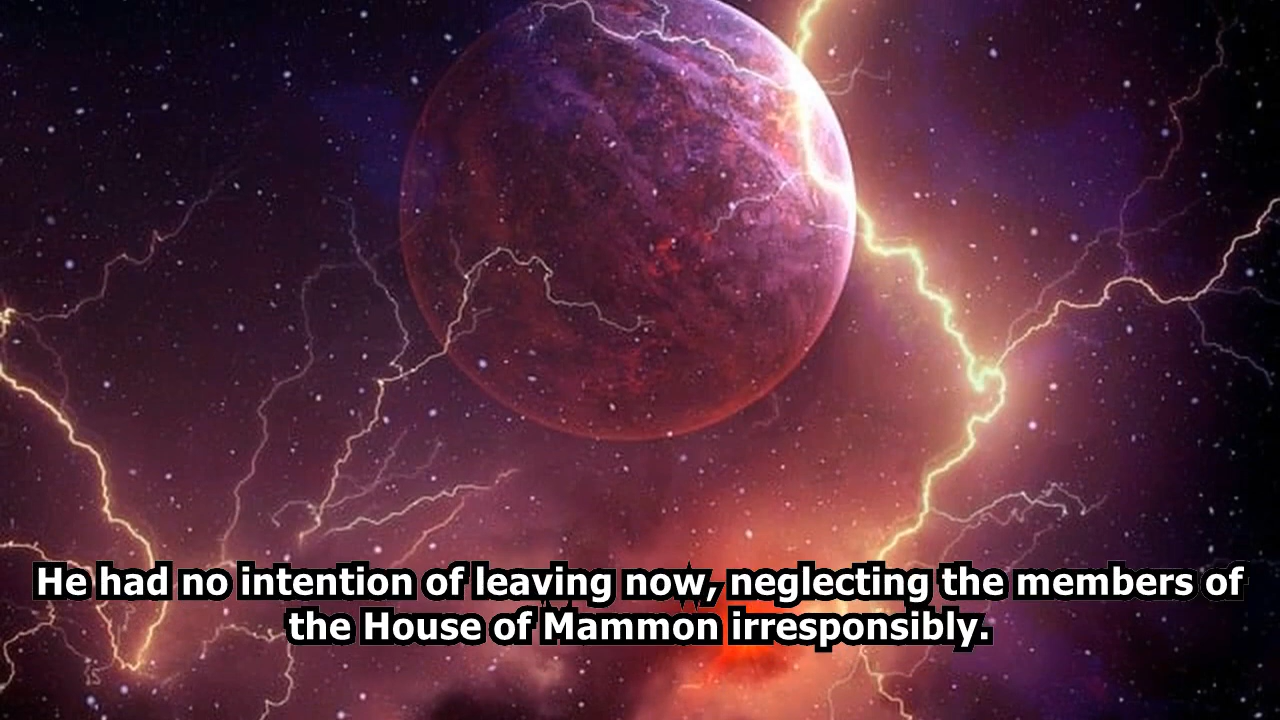 He had no intention of leaving now, neglecting the members of
the House of Mammon irresponsibly.